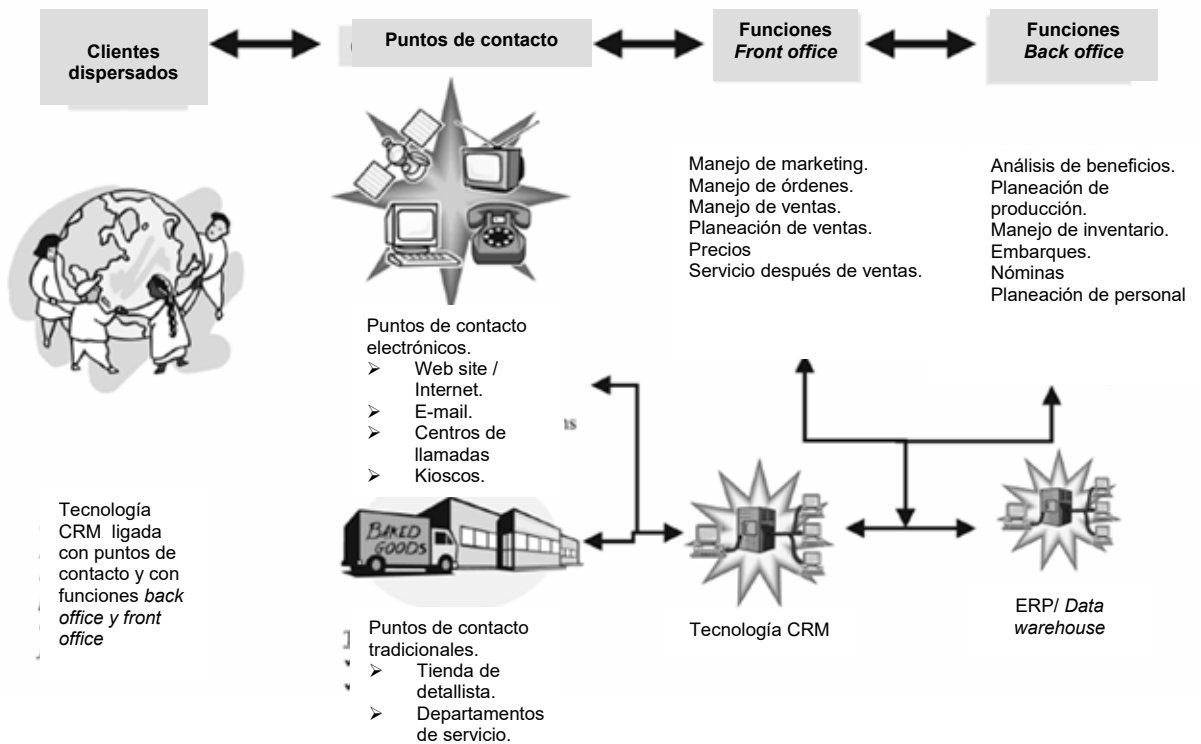 Clientes
dispersados
Puntos de contacto
Funciones
Front office
Funciones
Back office
Manejo de marketing.
Manejo de órdenes.
Manejo de ventas.
Planeación de ventas.
Precios
Servicio después de ventas.
Análisis de beneficios.
Planeación de
producción.
Manejo de inventario.
Embarques.
Nóminas
Planeación de personal
Puntos de contacto
electrónicos.
➢ Web site /
Internet.
➢ E-mail.
➢ Centros de
llamadas
➢ Kioscos.
BAKED
GOODS
Tecnología
CRM ligada
con puntos de
contacto y con
funciones back
office y front
office
Puntos de contacto
tradicionales.
➢ Tienda de
detallista.
➢ Departamentos
de servicio.
Tecnología CRM
ERP/ Data
warehouse